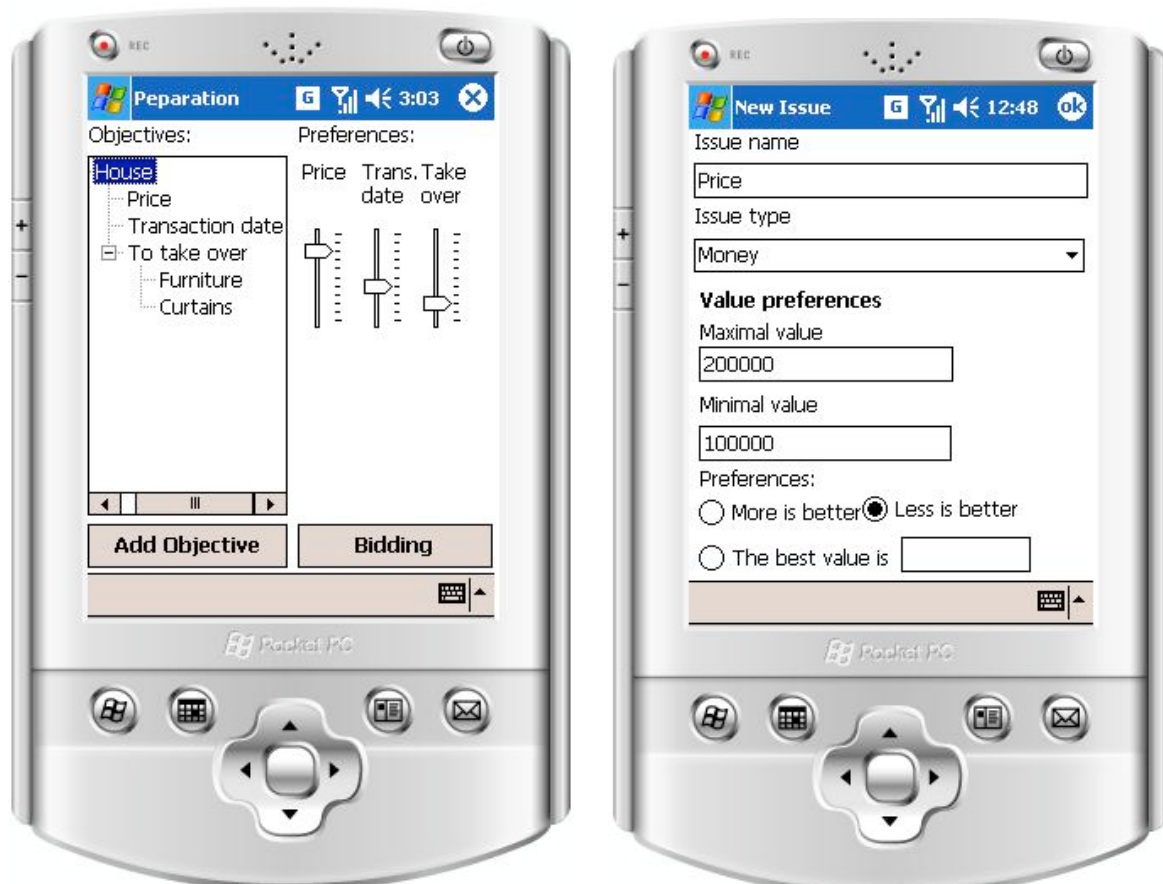 REC
Peparation G 3:03
Objectives: Preferences:
House
Price
Transaction date
To take over
Furniture
Curtains
Price Trans. Take
date over
Add Objective Bidding
Pocket PC
REC
New Issue G 12:48 ok
Issue name
Price
Issue type
Money
Value preferences
Maximal value
200000
Minimal value
100000
Preferences:
More is better Less is better
The best value is
Pocket PC